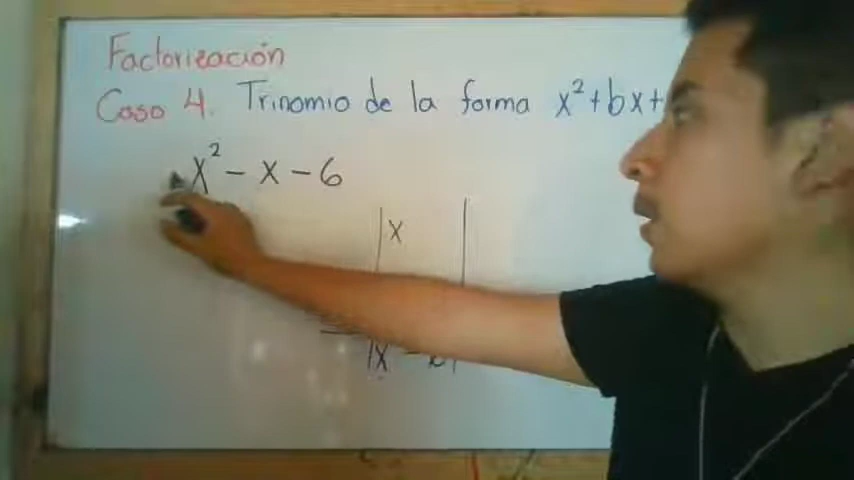 Factorización
Caso 4. Trinomio de la forma x² + bx +
x² - x - 6
x